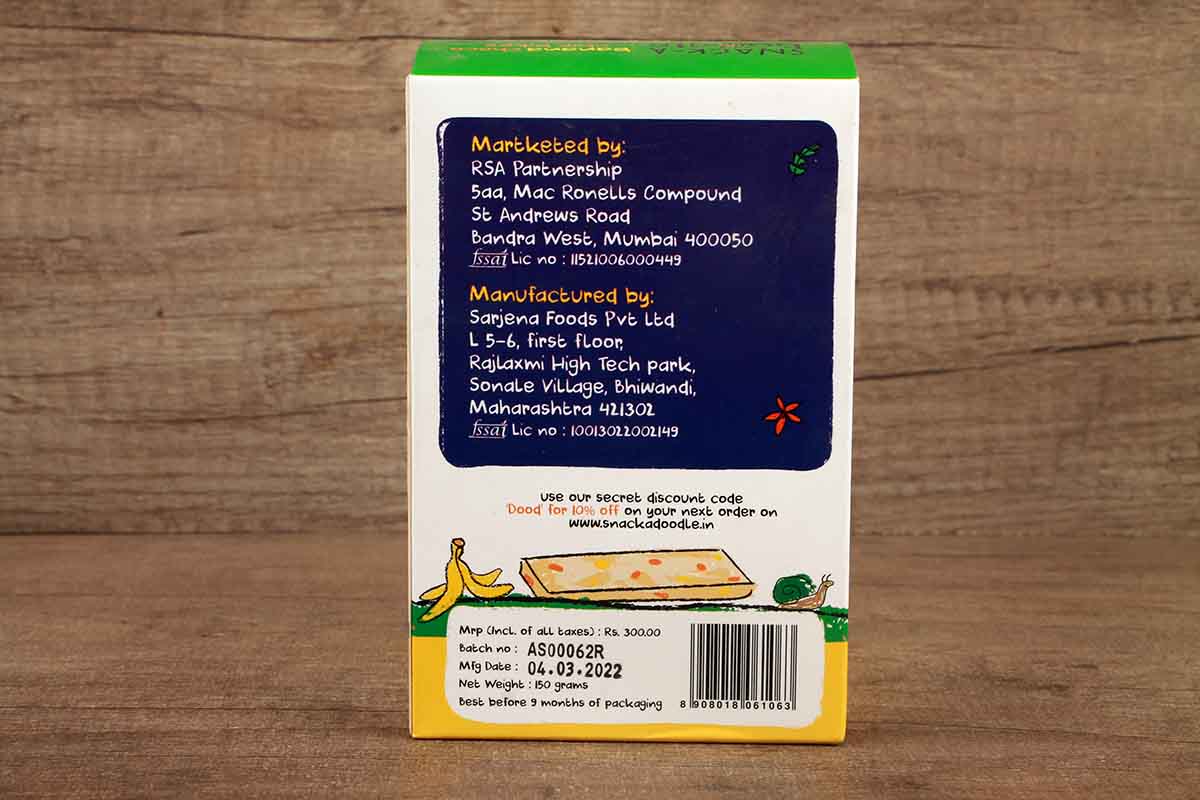 SNACK-A
banana choco
Martketed by:
RSA Partnership
5aa, Mac Ronells Compound
St Andrews Road
Bandra West, Mumbai 400050
fssai Lic no : 11521006000449
Manufactured by:
Sarjena Foods Pvt Ltd
L 5-6, first floor,
Rajlaxmi High Tech park,
Sonale Village, Bhiwandi,
Maharashtra 421302
fssai Lic no : 10013022002149
use our secret discount code
'Dood' for 10% off on your next order on
www.snackadoodle.in
Mrp (Incl. of all taxes) : Rs. 300.00
Batch no : AS00062R
Mfg Date : 04.03.2022
Net Weight : 150 grams
Best before 9 months of packaging
8 908018 061063